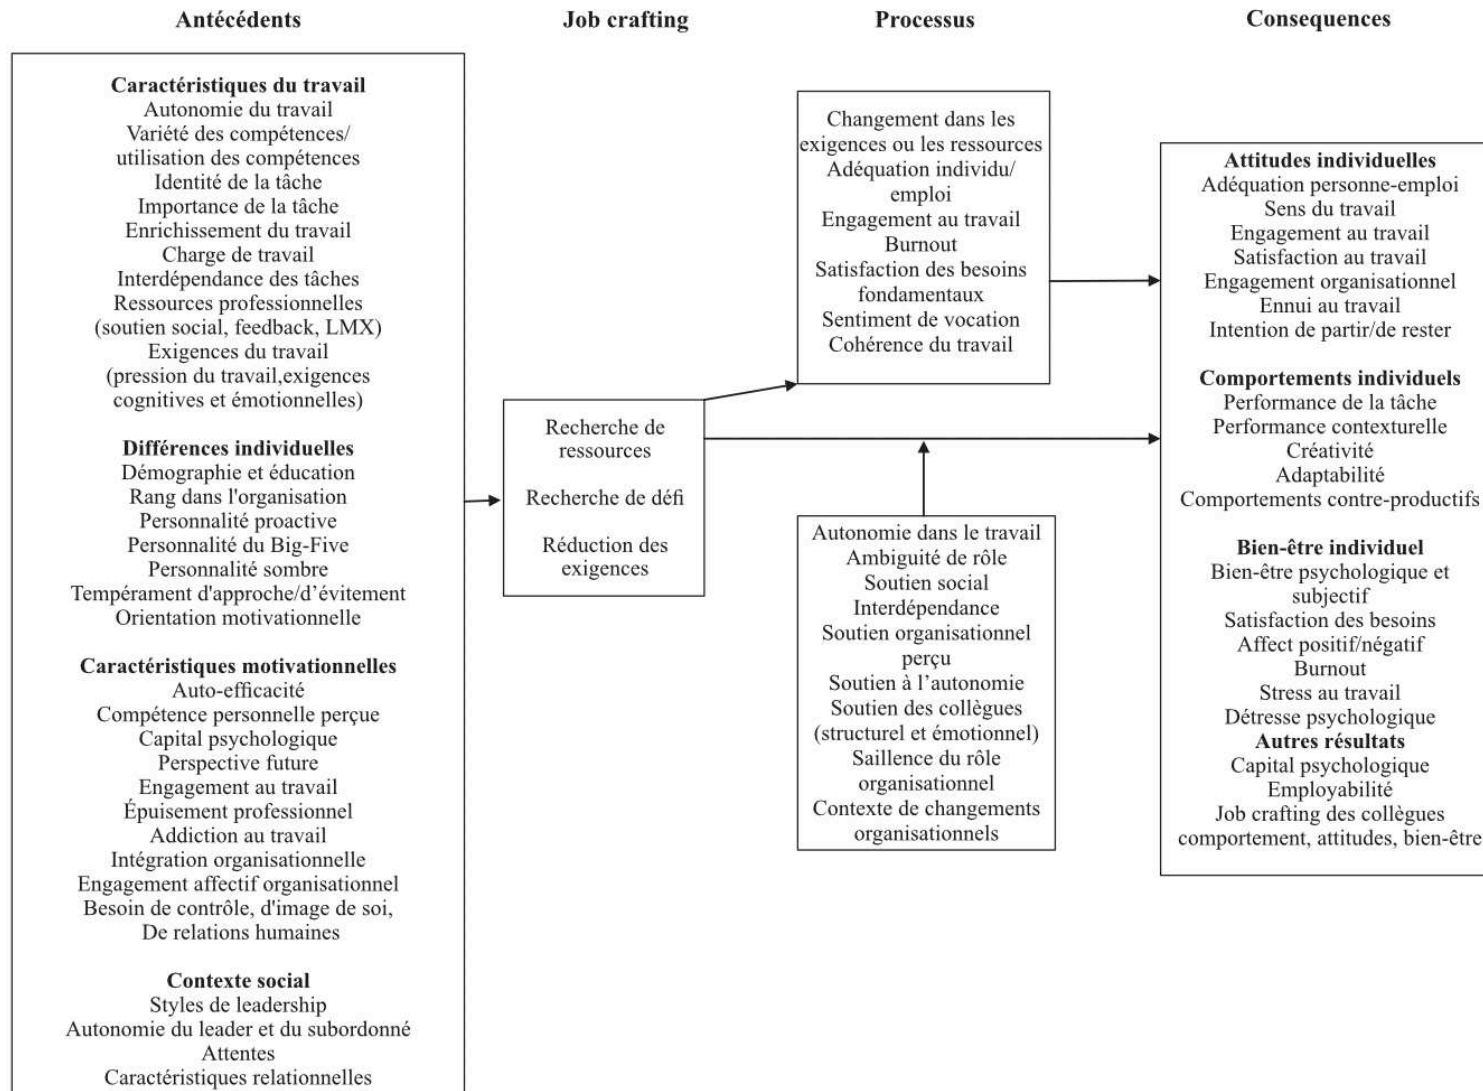 Antécédents
Job crafting
Processus
Consequences
Caractéristiques du travail
Autonomie du travail
Variété des compétences/
utilisation des compétences
Identité de la tâche
Importance de la tâche
Enrichissement du travail
Charge de travail
Interdépendance des tâches
Ressources professionnelles
(soutien social, feedback, LMX)
Exigences du travail
(pression du travail,exigences
cognitives et émotionnelles)
Différences individuelles
Démographie et éducation
Rang dans l'organisation
Personnalité proactive
Personnalité du Big-Five
Personnalité sombre
Tempérament d'approche/d’évitement
Orientation motivationnelle
Caractéristiques motivationnelles
Auto-efficacité
Compétence personnelle perçue
Capital psychologique
Perspective future
Engagement au travail
Épuisement professionnel
Addiction au travail
Intégration organisationnelle
Engagement affectif organisationnel
Besoin de contrôle, d'image de soi,
De relations humaines
Contexte social
Styles de leadership
Autonomie du leader et du subordonné
Attentes
Caractéristiques relationnelles
Recherche de
ressources
Recherche de défi
Réduction des
exigences
Changement dans les
exigences ou les ressources
Adéquation individu/
emploi
Engagement au travail
Burnout
Satisfaction des besoins
fondamentaux
Sentiment de vocation
Cohérence du travail
Autonomie dans le travail
Ambiguité de rôle
Soutien social
Interdépendance
Soutien organisationnel
perçu
Soutien à l’autonomie
Soutien des collègues
(structurel et émotionnel)
Saillence du rôle
organisationnel
Contexte de changements
organisationnels
Attitudes individuelles
Adéquation personne-emploi
Sens du travail
Engagement au travail
Satisfaction au travail
Engagement organisationnel
Ennui au travail
Intention de partir/de rester
Comportements individuels
Performance de la tâche
Performance contexturelle
Créativité
Adaptabilité
Comportements contre-productifs
Bien-être individuel
Bien-être psychologique et
subjectif
Satisfaction des besoins
Affect positif/négatif
Burnout
Stress au travail
Détresse psychologique
Autres résultats
Capital psychologique
Employabilité
Job crafting des collègues
comportement, attitudes, bien-être